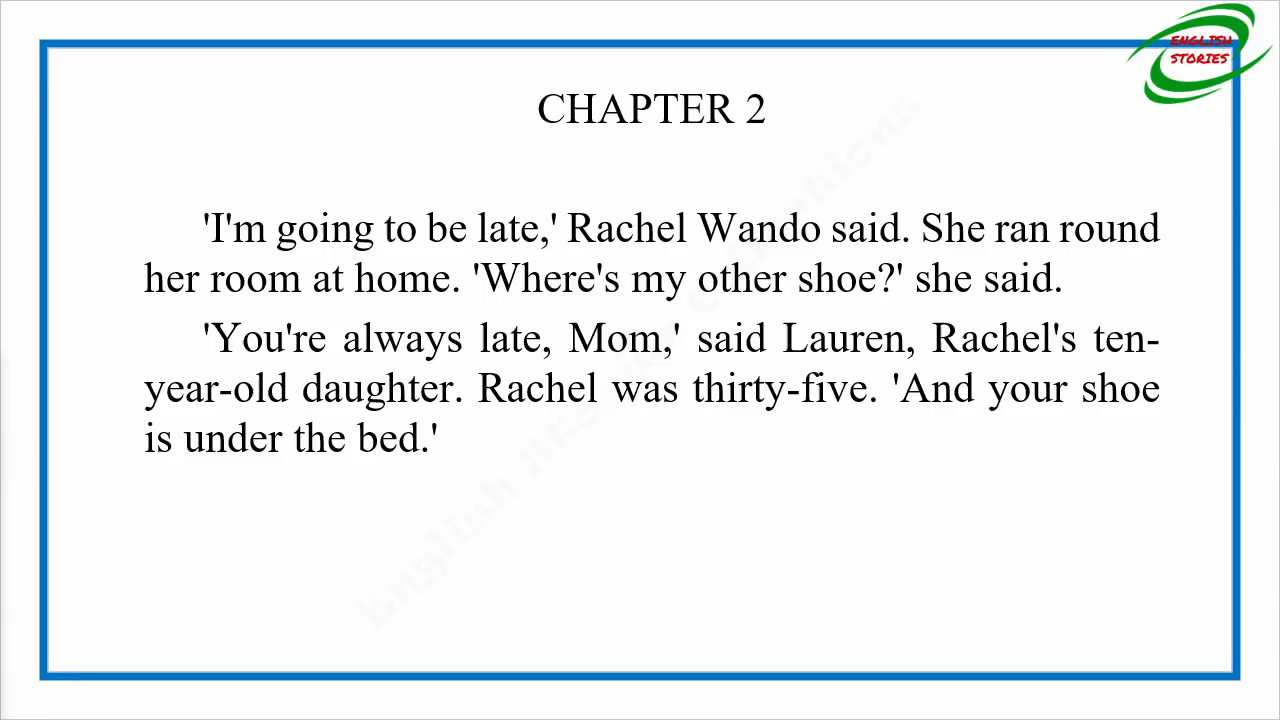 ENGLISH
STORIES
CHAPTER 2
'I'm going to be late,' Rachel Wando said. She ran round
her room at home. 'Where's my other shoe?' she said.
'You're always late, Mom,' said Lauren, Rachel's ten-
year-old daughter. Rachel was thirty-five. 'And your shoe
is under the bed.'